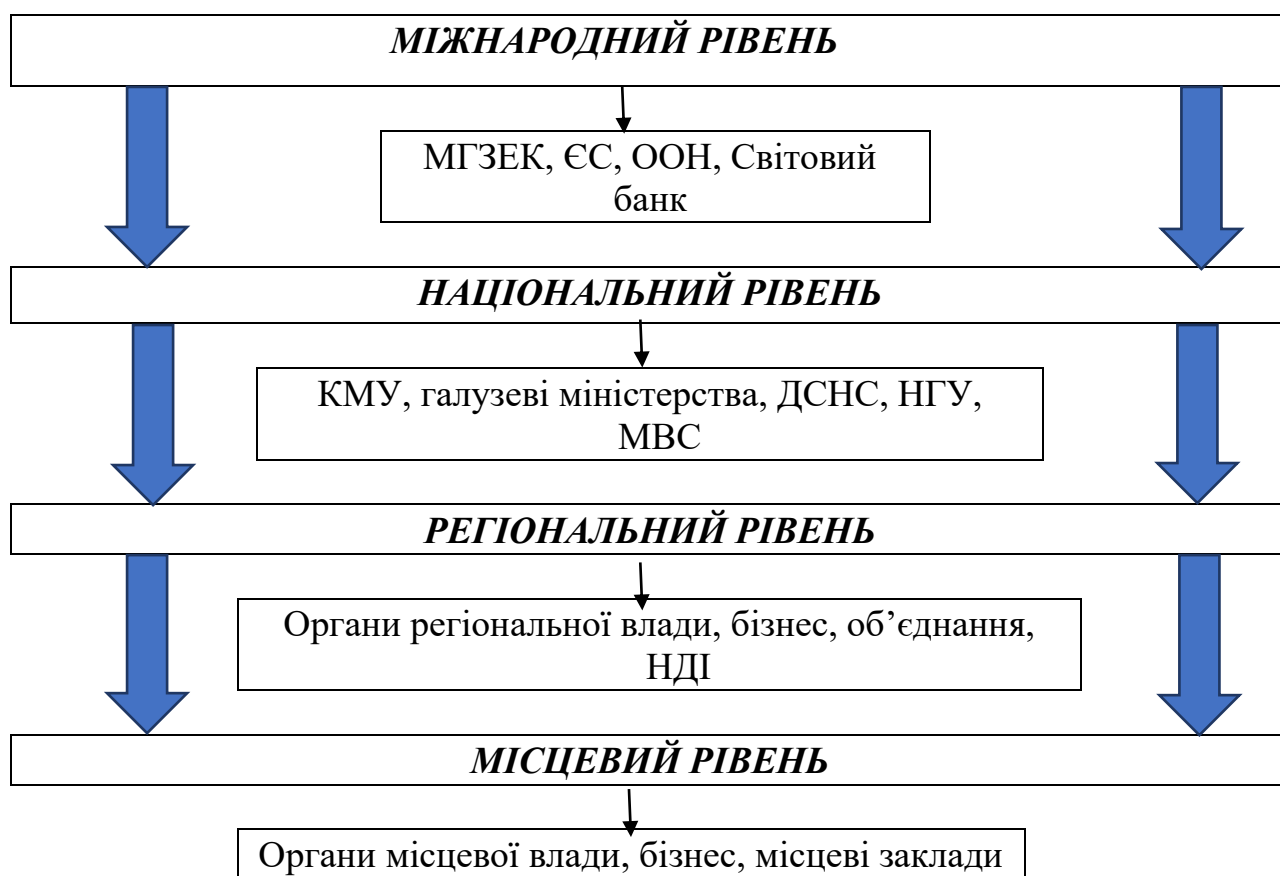 МІЖНАРОДНИЙ РІВЕНЬ
МГЗЕК, ЄС, ООН, Світовий
банк
НАЦІОНАЛЬНИЙ РІВЕНЬ
КМУ, галузеві міністерства, ДСНС, НГУ,
МВС
РЕГІОНАЛЬНИЙ РІВЕНЬ
Органи регіональної влади, бізнес, об’єднання,
НДІ
МІСЦЕВИЙ РІВЕНЬ
Органи місцевої влади, бізнес, місцеві заклади